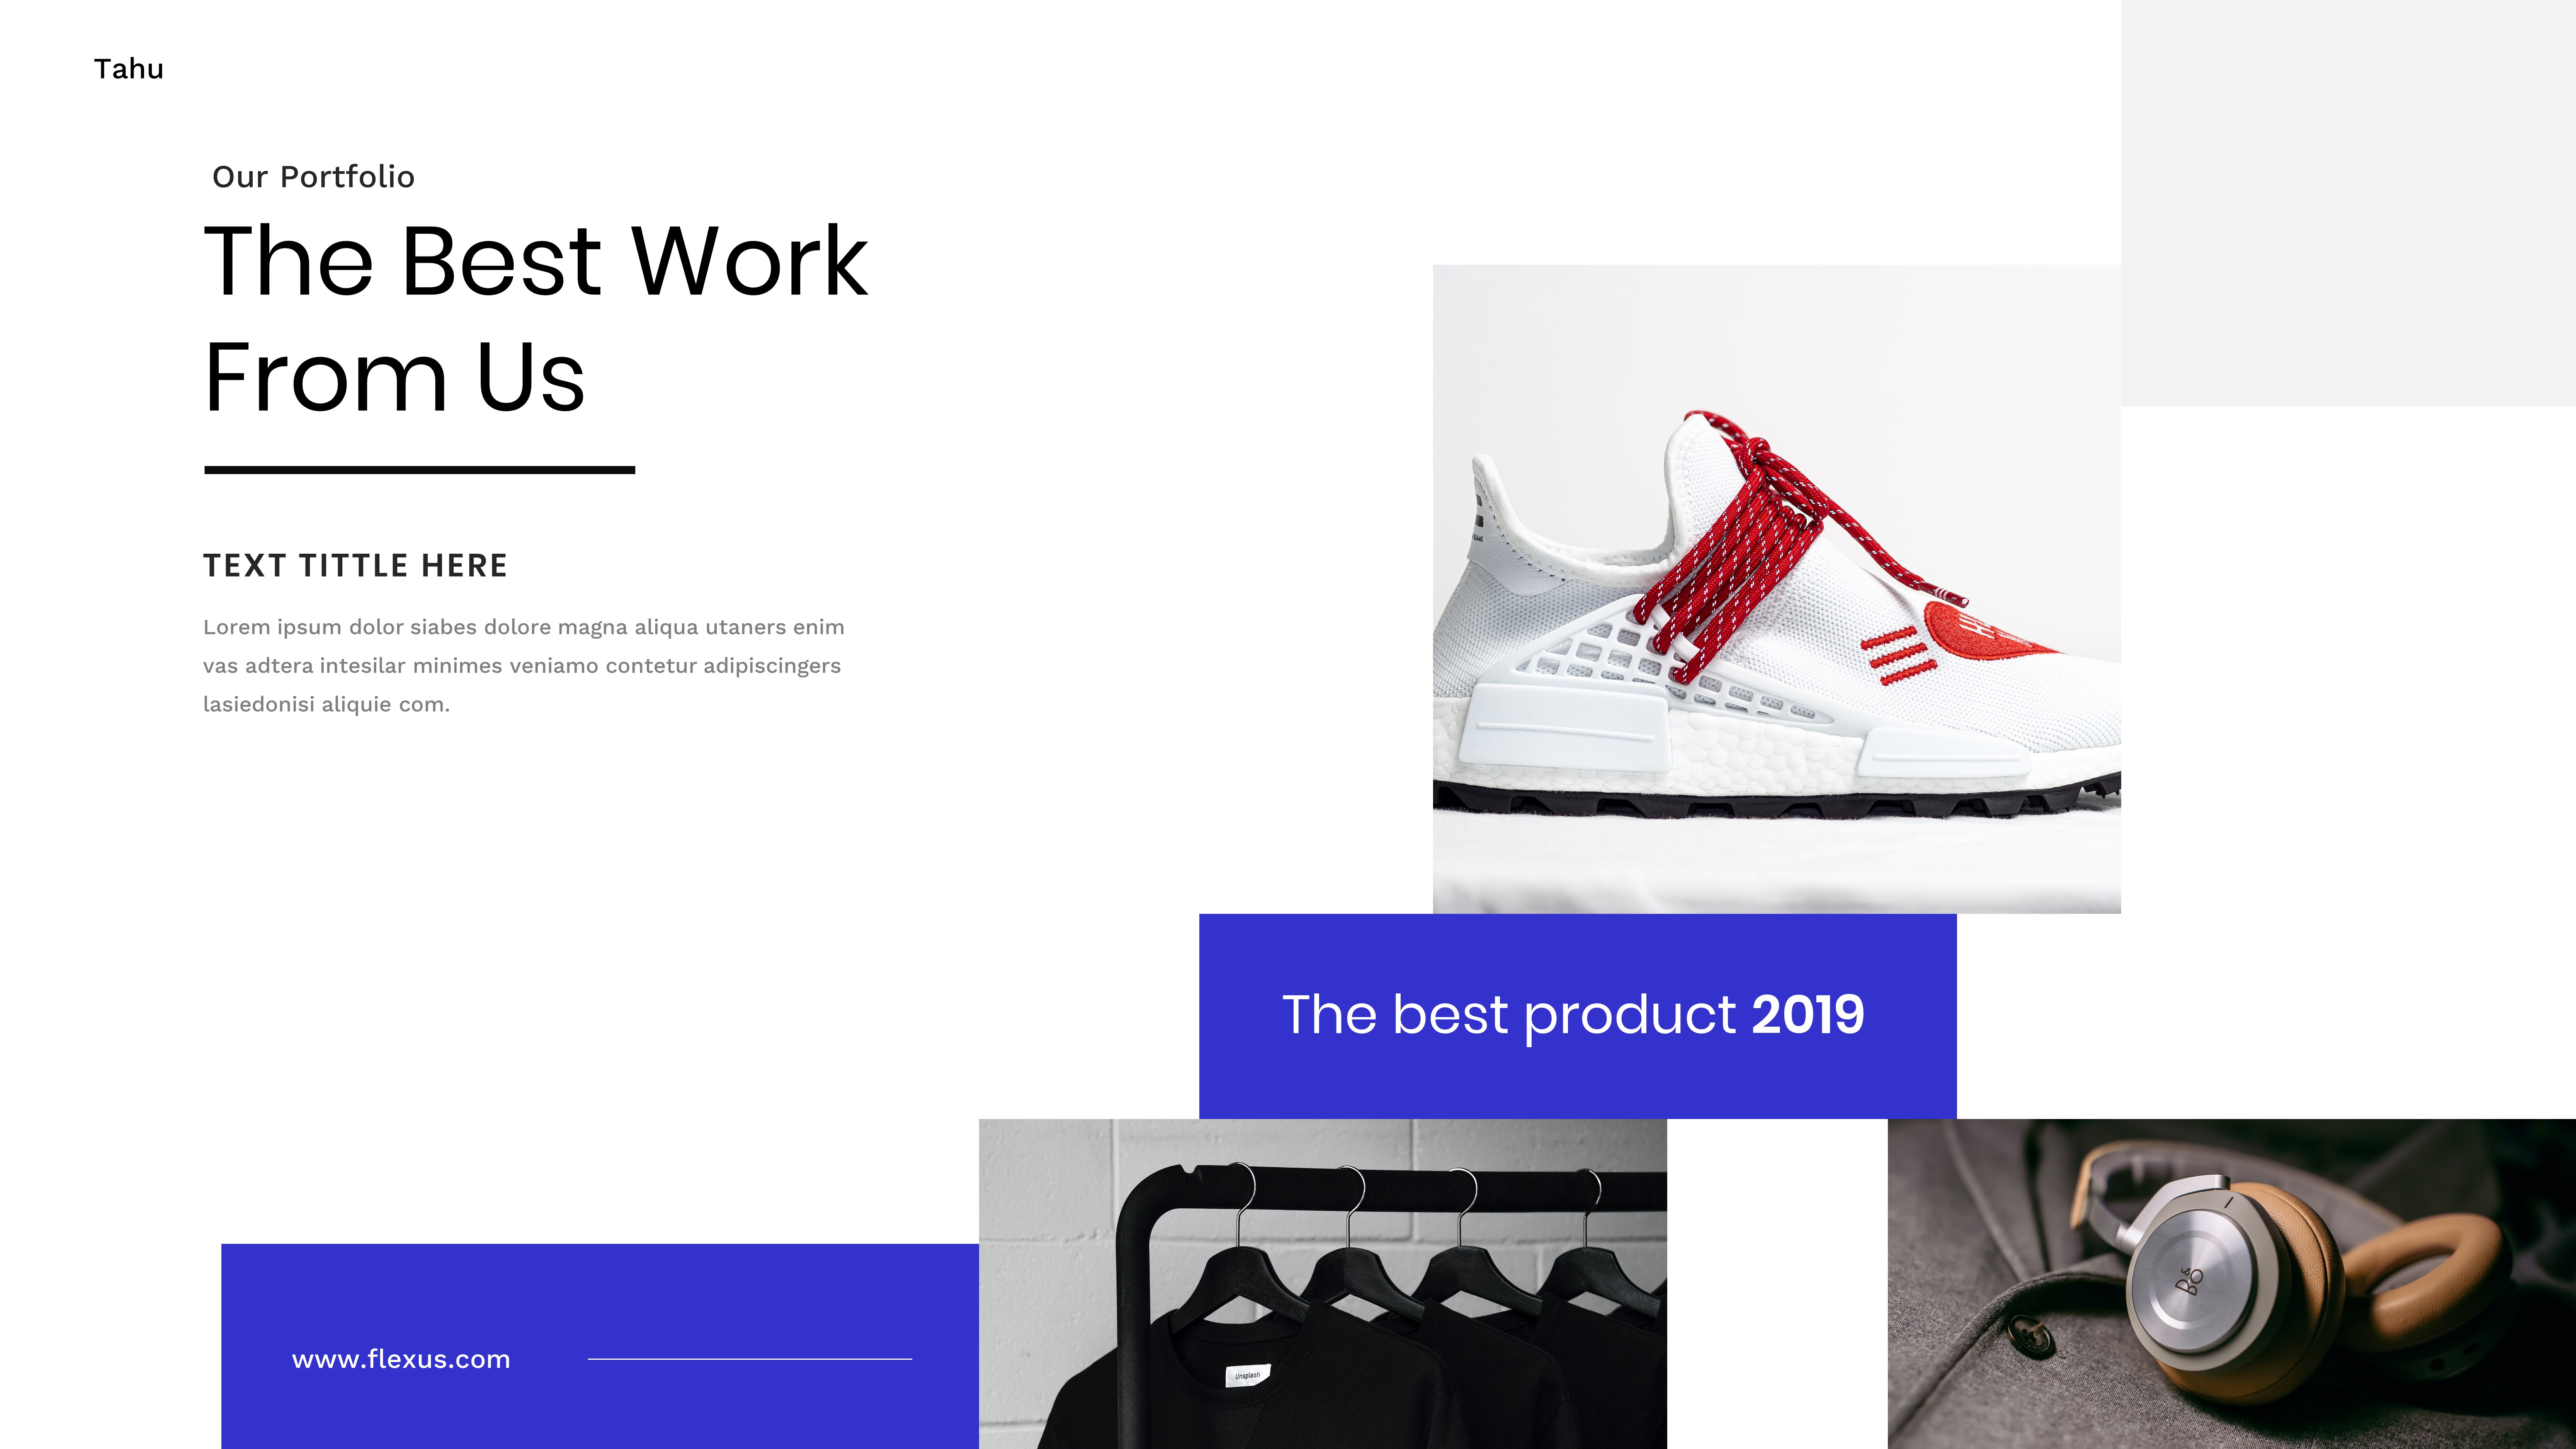 Tahu
Our Portfolio
The Best Work
From Us
TEXT TITTLE HERE
Lorem ipsum dolor siabes dolore magna aliqua utaners enim
vas adtera intesilar minimes veniamo contetur adipiscingers
lasiedonisi aliquie com.
The best product 2019
www.flexus.com
Unsplash
B&O